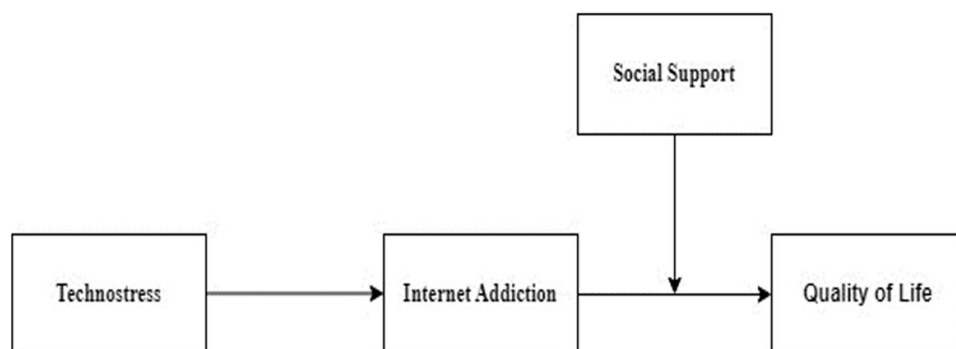 Social Support
Technostress
Internet Addiction
Quality of Life